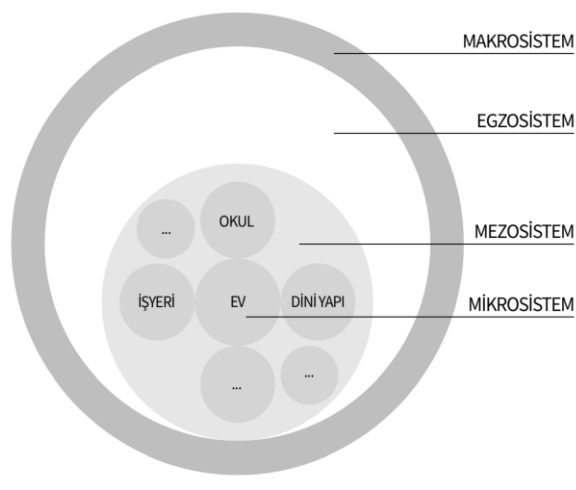 MAKROSİSTEM
EGZOSİSTEM
OKUL
...
MEZOSİSTEM
İŞYERİ
EV
DİNİ YAPI
MİKROSİSTEM
...
...